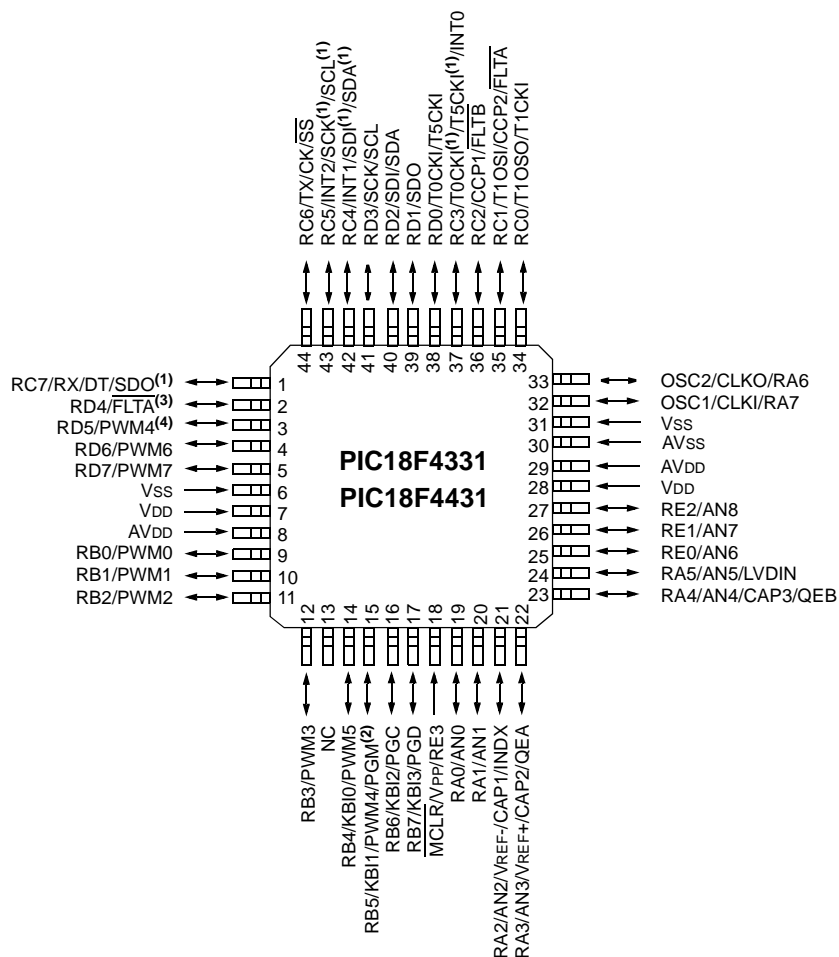 RC6/TX/CK/SS
RC5/INT2/SCK(1)/SCL(1)
RC4/INT1/SDI(1)/SDA(1)
RD3/SCK/SCL
RD2/SDI/SDA
RD1/SDO
RD0/T0CKI/T5CKI
RC3/T0CKI(1)/T5CKI(1)/INT0
RC2/CCP1/FLTB
RC1/T1OSI/CCP2/FLTA
RC0/T1OSO/T1CKI
44
43
42
41
40
39
38
37
36
35
34
RC7/RX/DT/SDO(1) 1
RD4/FLTA(3) 2
RD5/PWM4(4) 3
RD6/PWM6 4
RD7/PWM7 5
VSS 6
VDD 7
AVDD 8
RB0/PWM0 9
RB1/PWM1 10
RB2/PWM2 11
PIC18F4331
PIC18F4431
33 OSC2/CLKO/RA6
32 OSC1/CLKI/RA7
31 VSS
30 AVSS
29 AVDD
28 VDD
27 RE2/AN8
26 RE1/AN7
25 RE0/AN6
24 RA5/AN5/LVDIN
23 RA4/AN4/CAP3/QEB
12
13
14
15
16
17
18
19
20
21
22
RB3/PWM3
NC
RB4/KBI0/PWM5
RB5/KBI1/PWM4/PGM(2)
RB6/KBI2/PGC
RB7/KBI3/PGD
MCLR/VPP/RE3
RA0/AN0
RA1/AN1
RA2/AN2/VREF-/CAP1/INDX
RA3/AN3/VREF+/CAP2/QEA